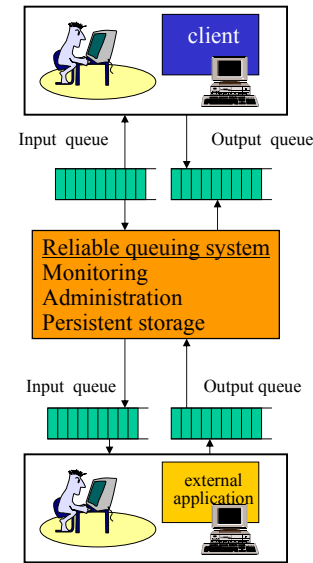 client
Input queue
Output queue
Reliable queuing system
Monitoring
Administration
Persistent storage
Input queue
Output queue
external
application